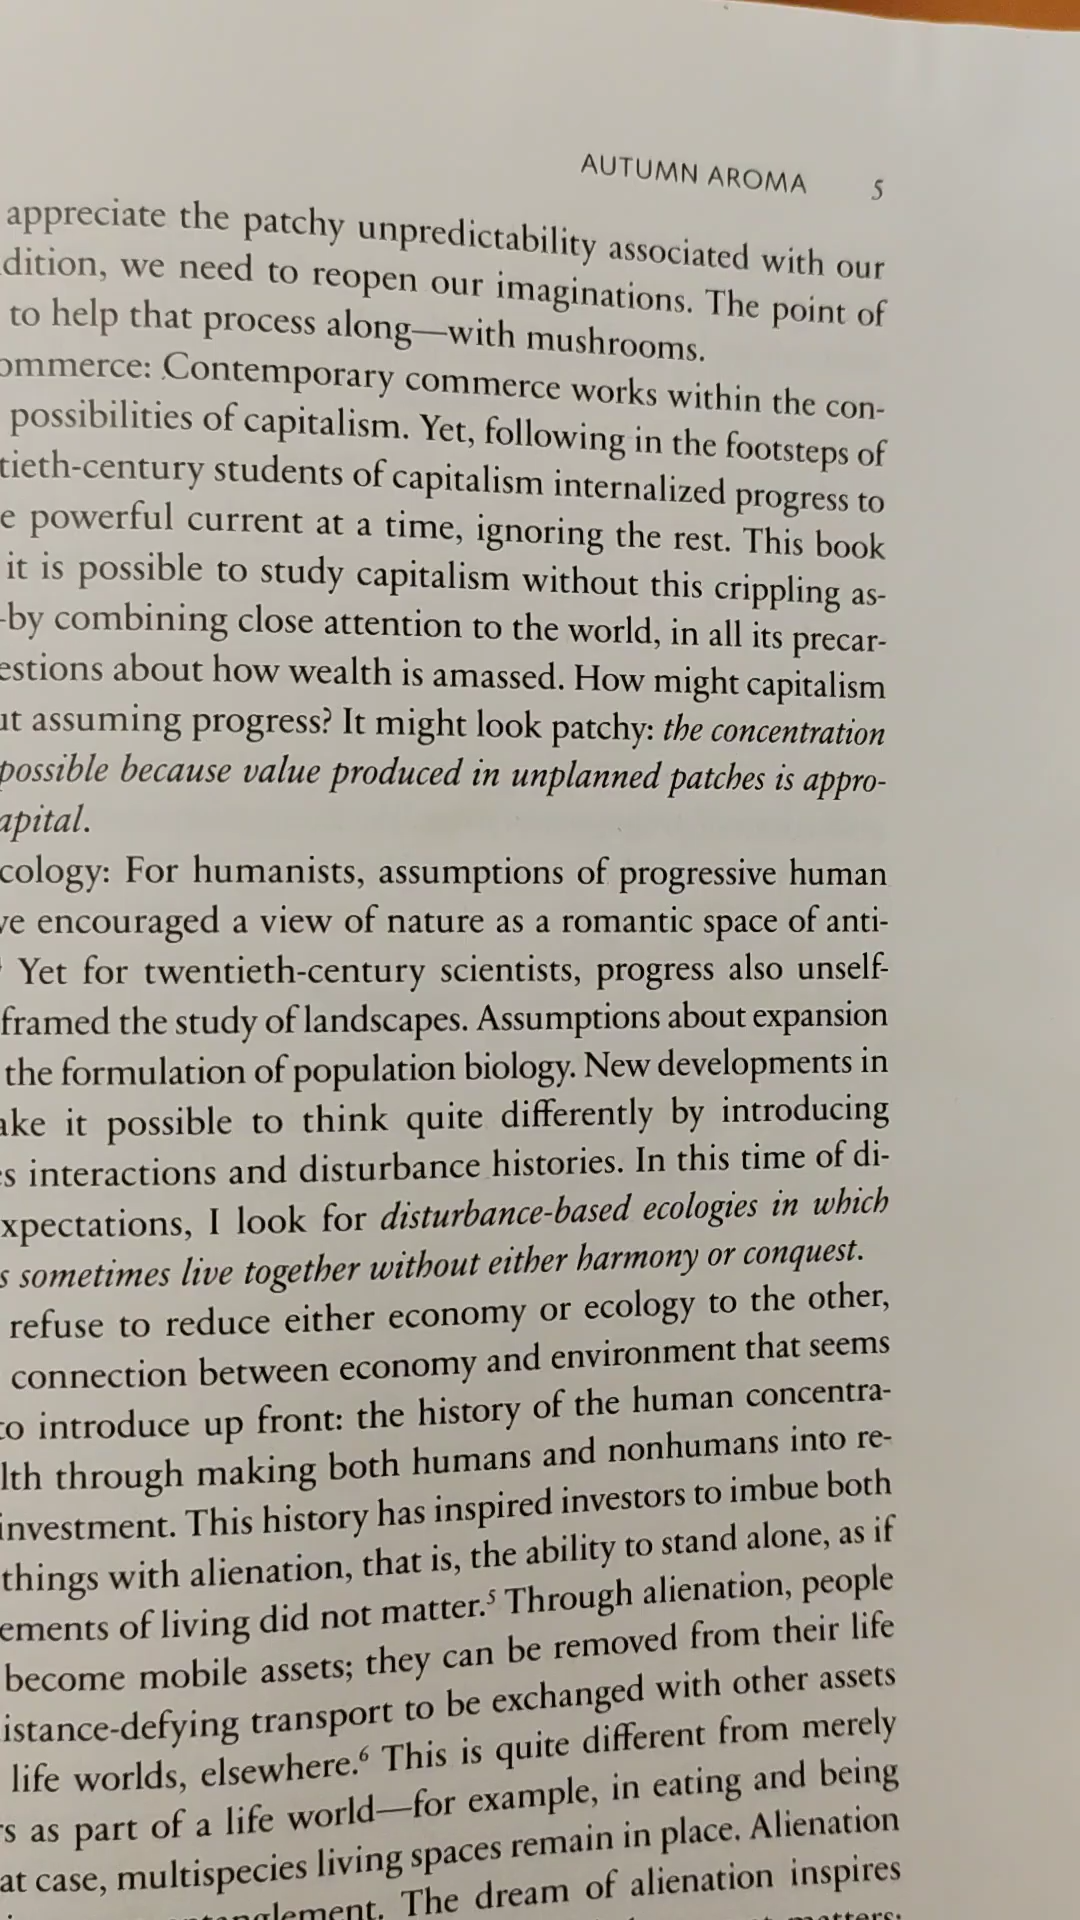 AUTUMN AROMA 5
appreciate the patchy unpredictability associated with our
dition, we need to reopen our imaginations. The point of
to help that process along—with mushrooms.
ommerce: Contemporary commerce works within the con-
possibilities of capitalism. Yet, following in the footsteps of
tieth-century students of capitalism internalized progress to
e powerful current at a time, ignoring the rest. This book
it is possible to study capitalism without this crippling as-
-by combining close attention to the world, in all its precar-
estions about how wealth is amassed. How might capitalism
ut assuming progress? It might look patchy: the concentration
possible because value produced in unplanned patches is appro-
apital.
cology: For humanists, assumptions of progressive human
ve encouraged a view of nature as a romantic space of anti-
Yet for twentieth-century scientists, progress also unself-
framed the study of landscapes. Assumptions about expansion
the formulation of population biology. New developments in
ake it possible to think quite differently by introducing
s interactions and disturbance histories. In this time of di-
xpectations, I look for disturbance-based ecologies in which
s sometimes live together without either harmony or conquest.
refuse to reduce either economy or ecology to the other,
connection between economy and environment that seems
to introduce up front: the history of the human concentra-
lth through making both humans and nonhumans into re-
investment. This history has inspired investors to imbue both
things with alienation, that is, the ability to stand alone, as if
ements of living did not matter.⁵ Through alienation, people
become mobile assets; they can be removed from their life
istance-defying transport to be exchanged with other assets
life worlds, elsewhere.⁶ This is quite different from merely
s as part of a life world—for example, in eating and being
at case, multispecies living spaces remain in place. Alienation
nglement. The dream of alienation inspires
matters: